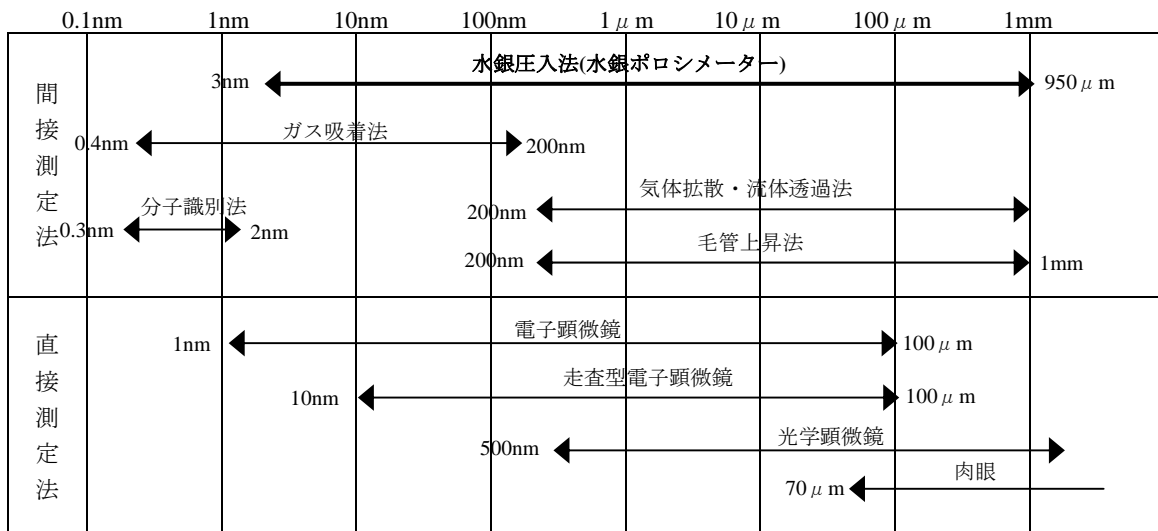 0.1nm 1nm 10nm 100nm 1μm 10μm 100μm 1mm
間接測定法
水銀圧入法(水銀ポロシメーター)
3nm 950μm
ガス吸着法
0.4nm 200nm
気体拡散・流体透過法
200nm
分子識別法
0.3nm 2nm
毛管上昇法
200nm 1mm
直接測定法
電子顕微鏡
1nm 100μm
走査型電子顕微鏡
10nm 100μm
光学顕微鏡
500nm
肉眼
70μm